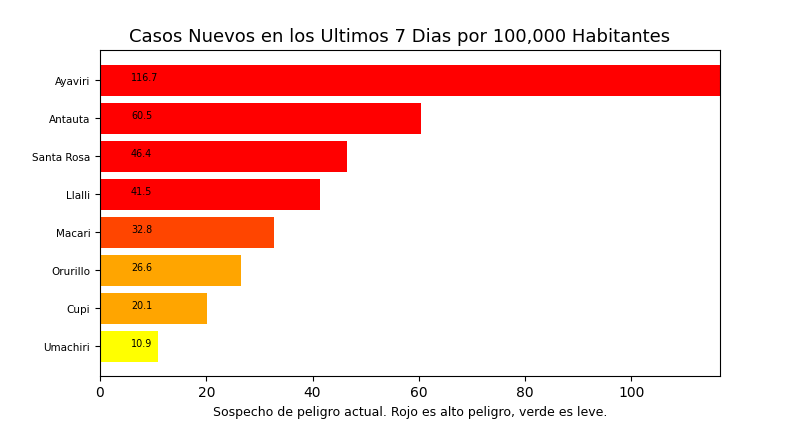 Casos Nuevos en los Ultimos 7 Dias por 100,000 Habitantes
Ayaviri 116.7
Antauta 60.5
Santa Rosa 46.4
Llalli 41.5
Macari 32.8
Orurillo 26.6
Cupi 20.1
Umachiri 10.9
0 20 40 60 80 100
Sospecho de peligro actual. Rojo es alto peligro, verde es leve.